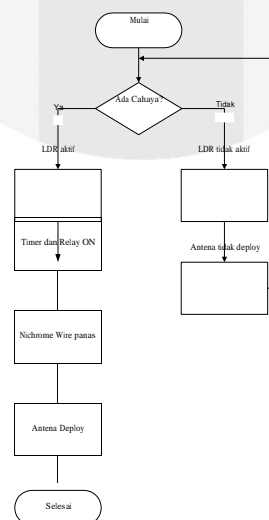 Mulai
Ada Cahaya?
Ya
Tidak
LDR aktif
LDR tidak aktif
Timer dan Relay ON
Antena tidak deploy
Nichrome Wire panas
Antena Deploy
Selesai